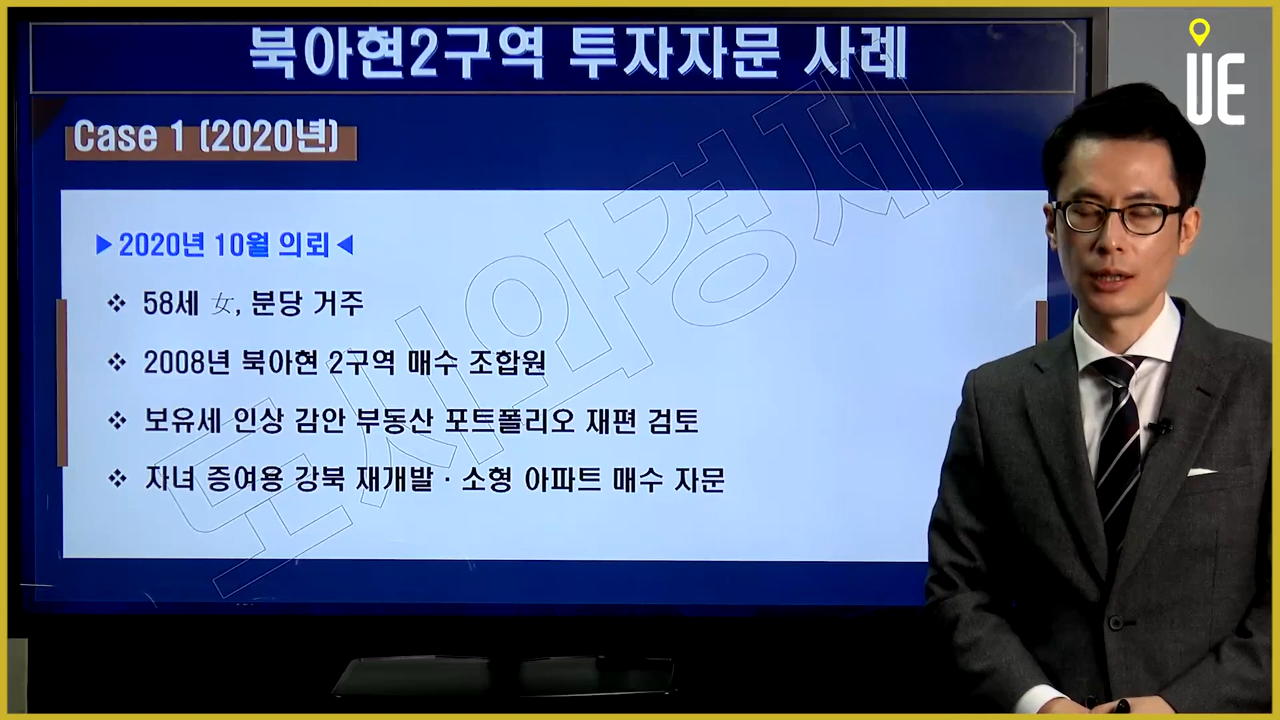 북아현2구역 투자자문 사례
UE
Case 1 (2020년)
▶2020년 10월 의뢰◀
❖ 58세 女, 분당 거주
❖ 2008년 북아현 2구역 매수 조합원
❖ 보유세 인상 감안 부동산 포트폴리오 재편 검토
❖ 자녀 증여용 강북 재개발 · 소형 아파트 매수 자문
도시와경제